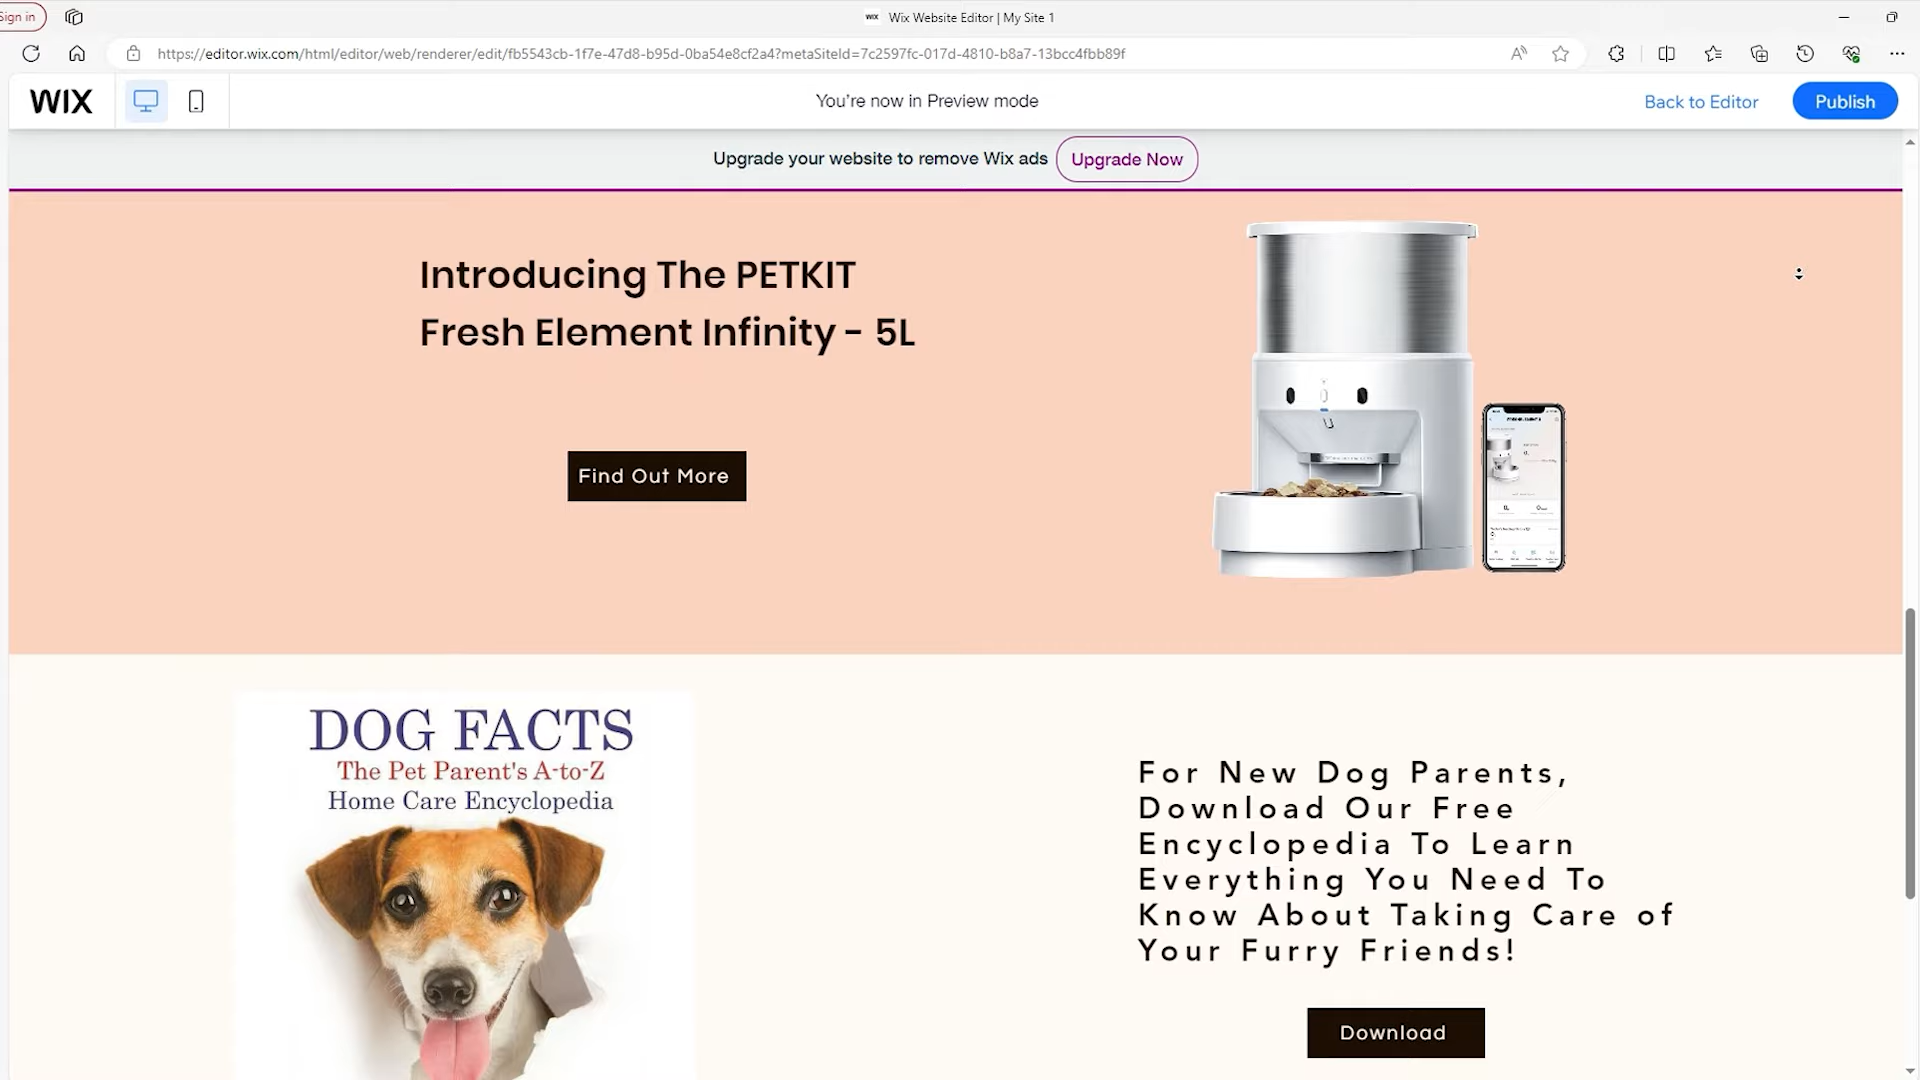 Sign in
WIX Wix Website Editor | My Site 1
https://editor.wix.com/html/editor/web/renderer/edit/fb5543cb-1f7e-47d8-b95d-0ba54e8cf2a4?metaSiteId=7c2597fc-017d-4810-b8a7-13bcc4fbb89f
WIX
You're now in Preview mode
Back to Editor
Publish
Upgrade your website to remove Wix ads
Upgrade Now
Introducing The PETKIT
Fresh Element Infinity - 5L
Find Out More
DOG FACTS
The Pet Parent's A-to-Z
Home Care Encyclopedia
For New Dog Parents,
Download Our Free
Encyclopedia To Learn
Everything You Need To
Know About Taking Care of
Your Furry Friends!
Download